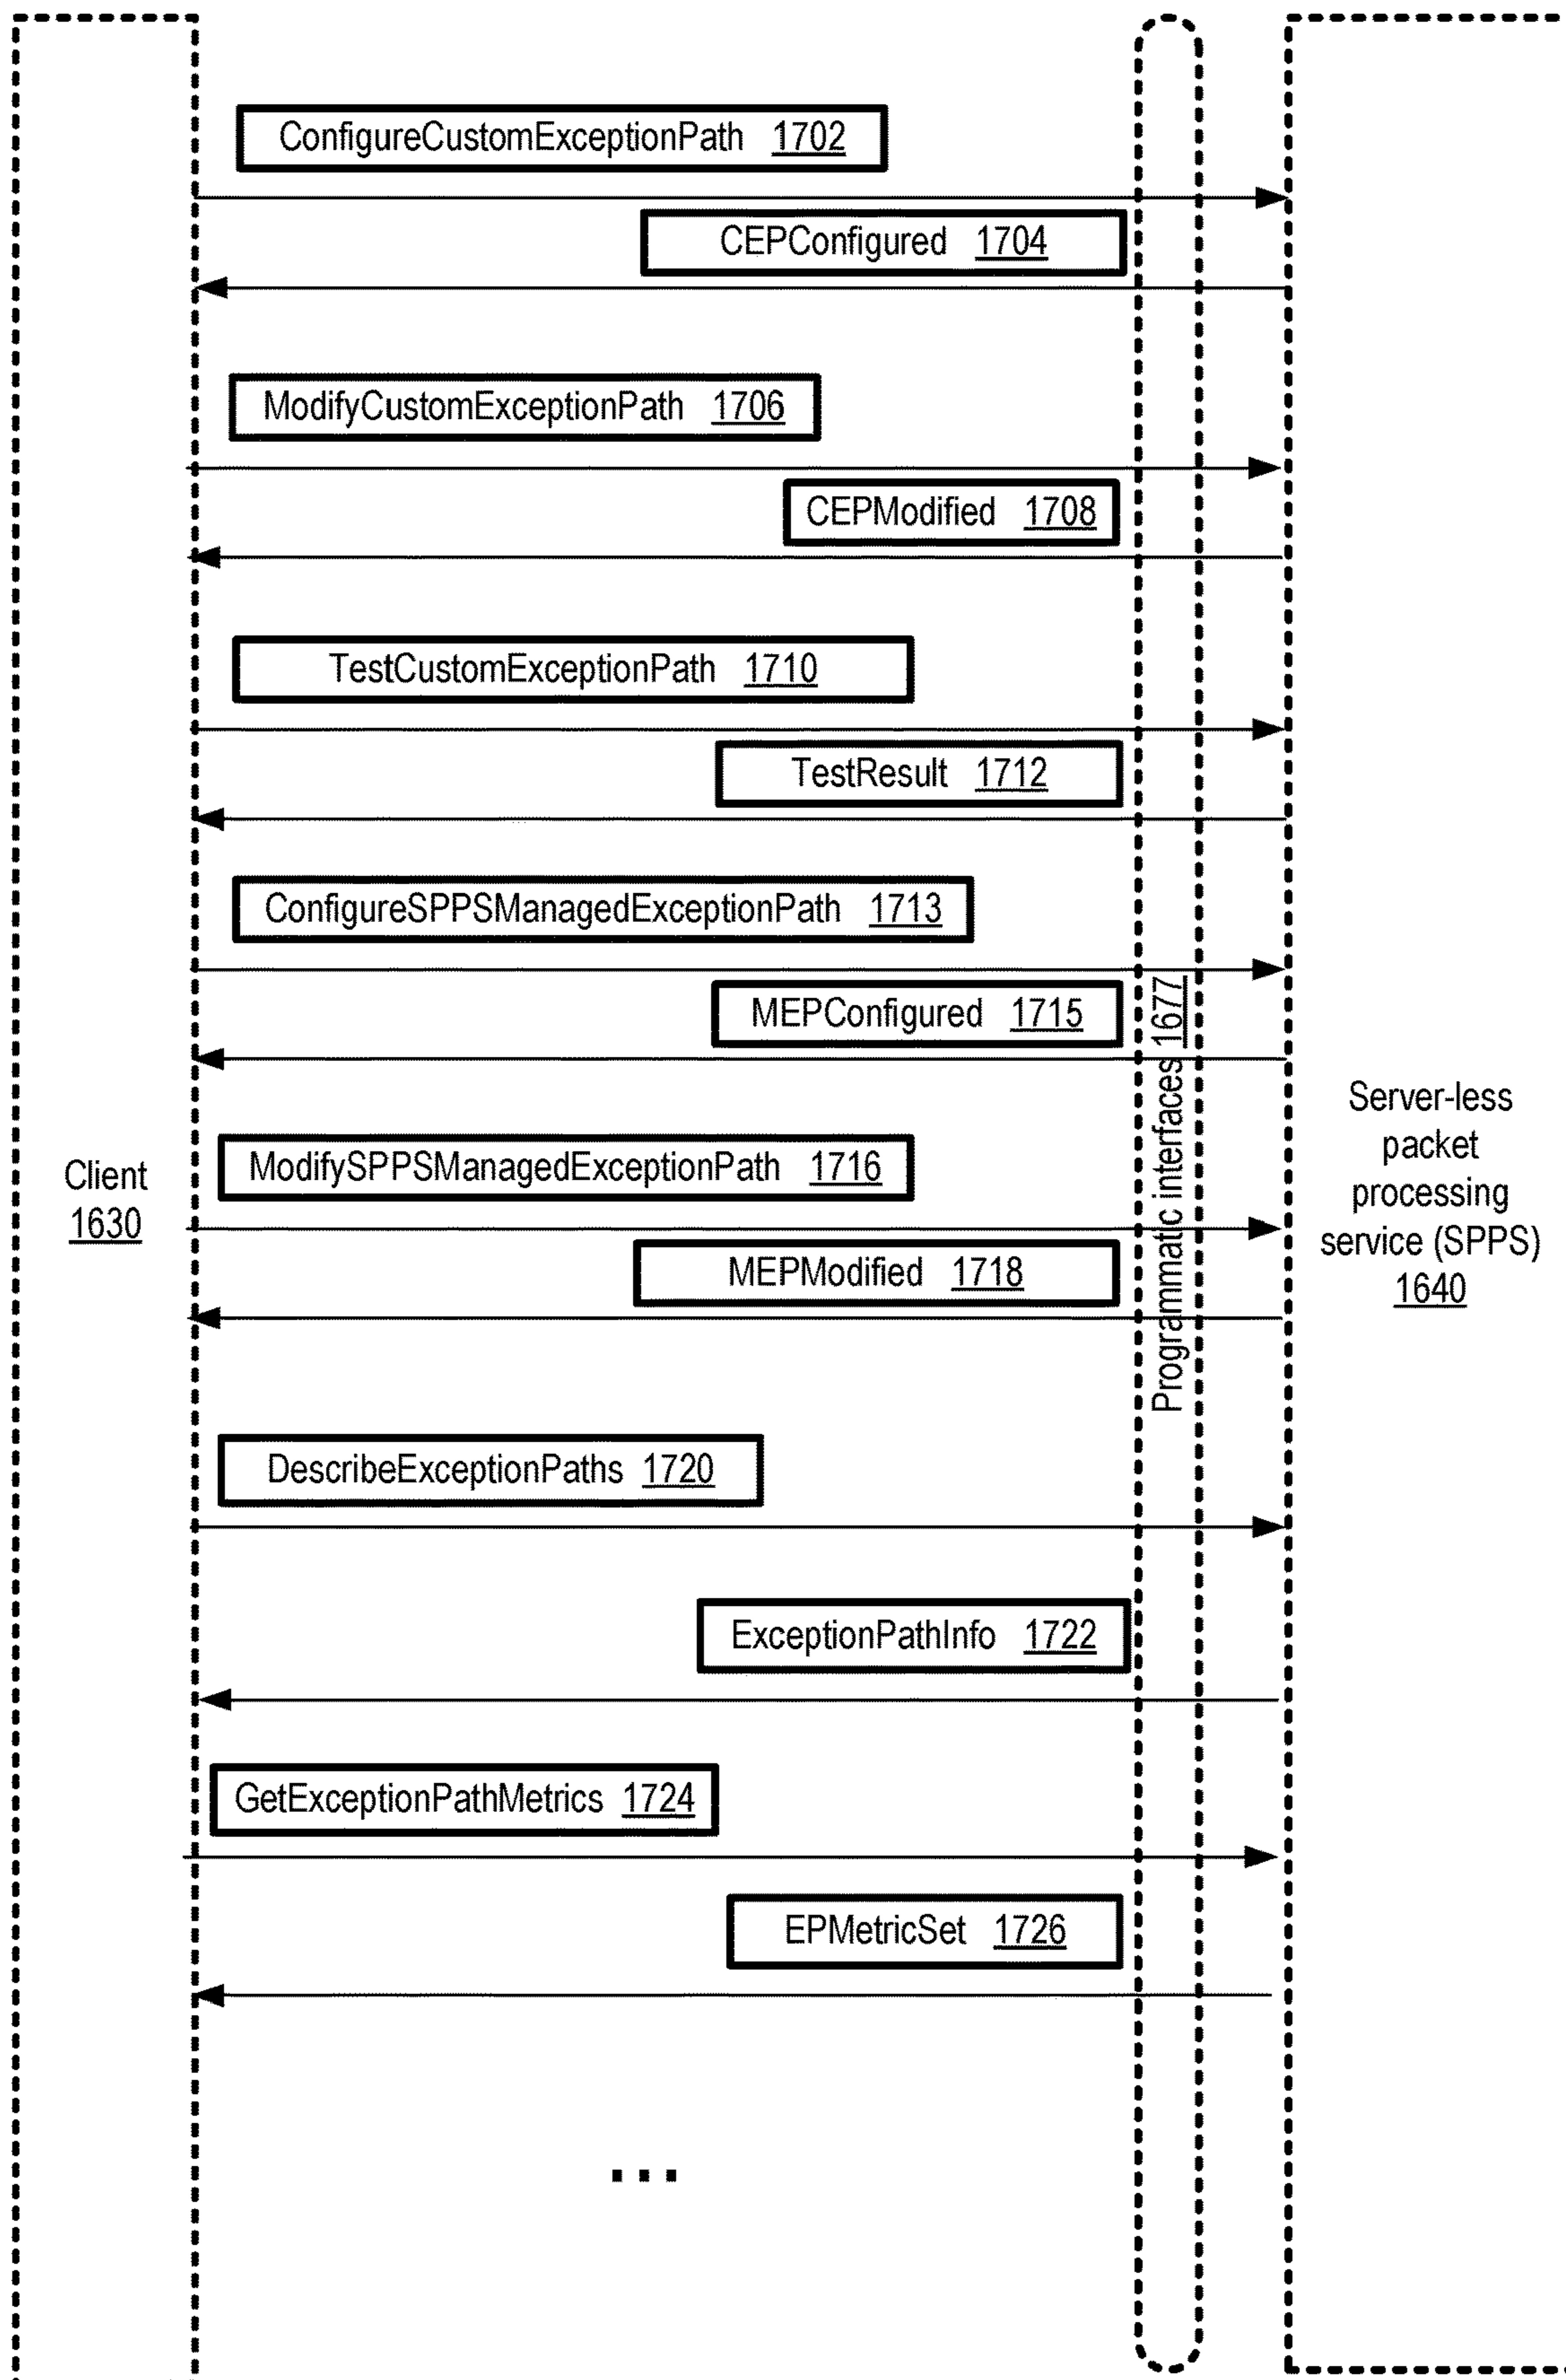 ConfigureCustomExceptionPath 1702
CEPConfigured 1704
ModifyCustomExceptionPath 1706
CEPModified 1708
TestCustomExceptionPath 1710
TestResult 1712
ConfigureSPPSManagedExceptionPath 1713
MEPConfigured 1715
ModifySPPSManagedExceptionPath 1716
MEPModified 1718
DescribeExceptionPaths 1720
ExceptionPathInfo 1722
GetExceptionPathMetrics 1724
EPMetricSet 1726
...
Client
1630
Programmatic interfaces 1677
Server-less
packet
processing
service (SPPS)
1640